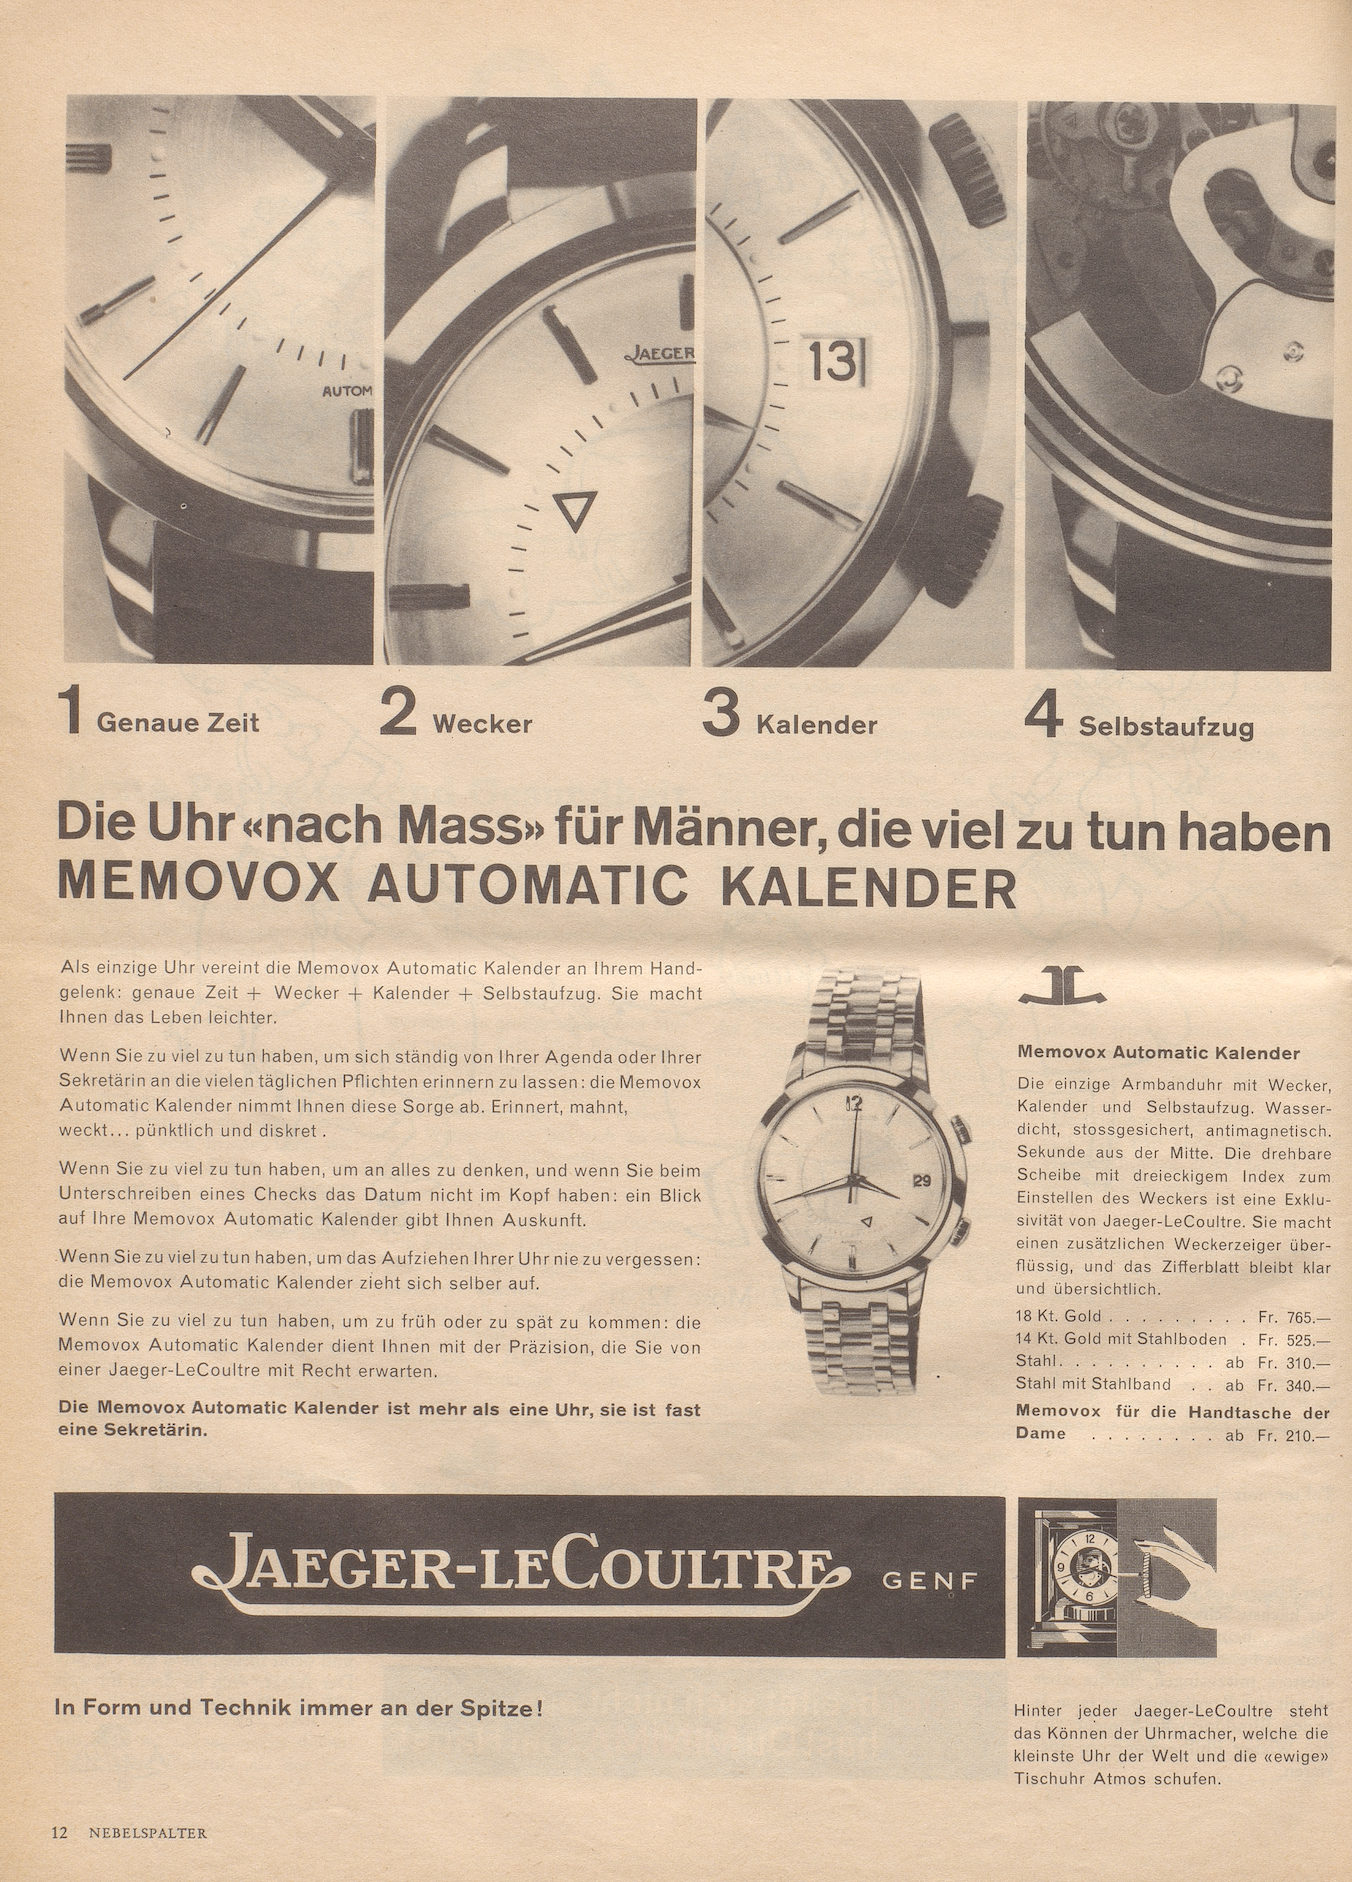 AUTOM
JAEGER
13
1 Genaue Zeit
2 Wecker
3 Kalender
4 Selbstaufzug
Die Uhr «nach Mass» für Männer, die viel zu tun haben
MEMOVOX AUTOMATIC KALENDER
Als einzige Uhr vereint die Memovox Automatic Kalender an Ihrem Hand-
gelenk: genaue Zeit + Wecker + Kalender + Selbstaufzug. Sie macht
Ihnen das Leben leichter.
Wenn Sie zu viel zu tun haben, um sich ständig von Ihrer Agenda oder Ihrer
Sekretärin an die vielen täglichen Pflichten erinnern zu lassen: die Memovox
Automatic Kalender nimmt Ihnen diese Sorge ab. Erinnert, mahnt,
weckt... pünktlich und diskret.
Wenn Sie zu viel zu tun haben, um an alles zu denken, und wenn Sie beim
Unterschreiben eines Checks das Datum nicht im Kopf haben: ein Blick
auf Ihre Memovox Automatic Kalender gibt Ihnen Auskunft.
Wenn Sie zu viel zu tun haben, um das Aufziehen Ihrer Uhr nie zu vergessen:
die Memovox Automatic Kalender zieht sich selber auf.
Wenn Sie zu viel zu tun haben, um zu früh oder zu spät zu kommen: die
Memovox Automatic Kalender dient Ihnen mit der Präzision, die Sie von
einer Jaeger-LeCoultre mit Recht erwarten.
Die Memovox Automatic Kalender ist mehr als eine Uhr, sie ist fast
eine Sekretärin.
12
29
Memovox Automatic Kalender
Die einzige Armbanduhr mit Wecker,
Kalender und Selbstaufzug. Wasser-
dicht, stossgesichert, antimagnetisch.
Sekunde aus der Mitte. Die drehbare
Scheibe mit dreieckigem Index zum
Einstellen des Weckers ist eine Exklu-
sivität von Jaeger-LeCoultre. Sie macht
einen zusätzlichen Weckerzeiger über-
flüssig, und das Zifferblatt bleibt klar
und übersichtlich.
18 Kt. Gold . . . . . . . . . Fr. 765.—
14 Kt. Gold mit Stahlboden . Fr. 525.—
Stahl. . . . . . . . . . ab Fr. 310.—
Stahl mit Stahlband . . ab Fr. 340.—
Memovox für die Handtasche der
Dame . . . . . . . . ab Fr. 210.—
JAEGER-LECOULTRE GENF
12
9
6
In Form und Technik immer an der Spitze!
Hinter jeder Jaeger-LeCoultre steht
das Können der Uhrmacher, welche die
kleinste Uhr der Welt und die «ewige»
Tischuhr Atmos schufen.
12 NEBELSPALTER